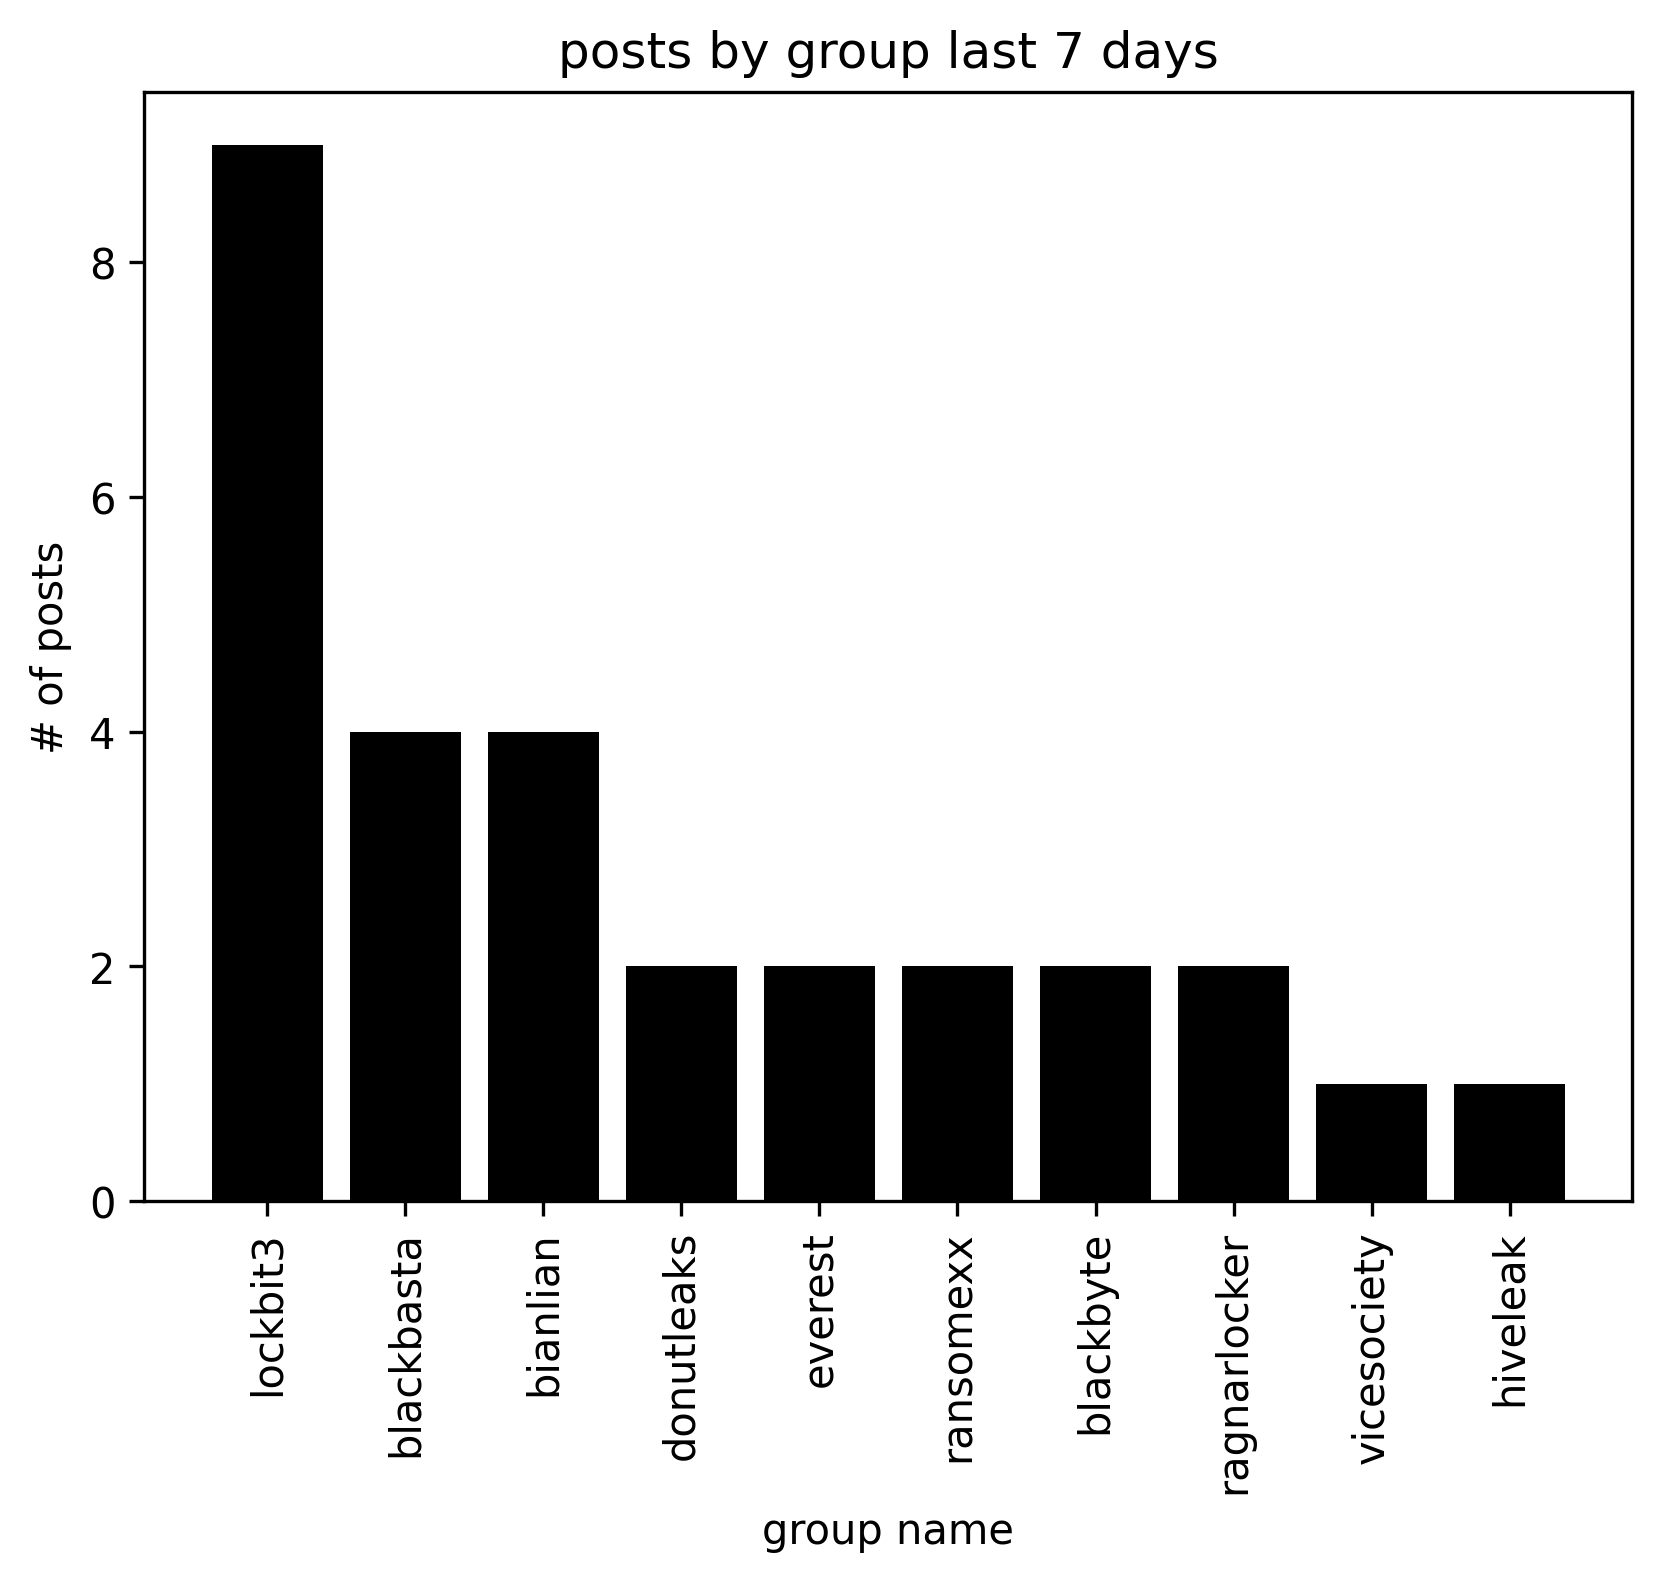 posts by group last 7 days
# of posts
8
6
4
2
0
lockbit3
blackbasta
bianlian
donutleaks
everest
ransomexx
blackbyte
ragnarlocker
vicesociety
hiveleak
group name